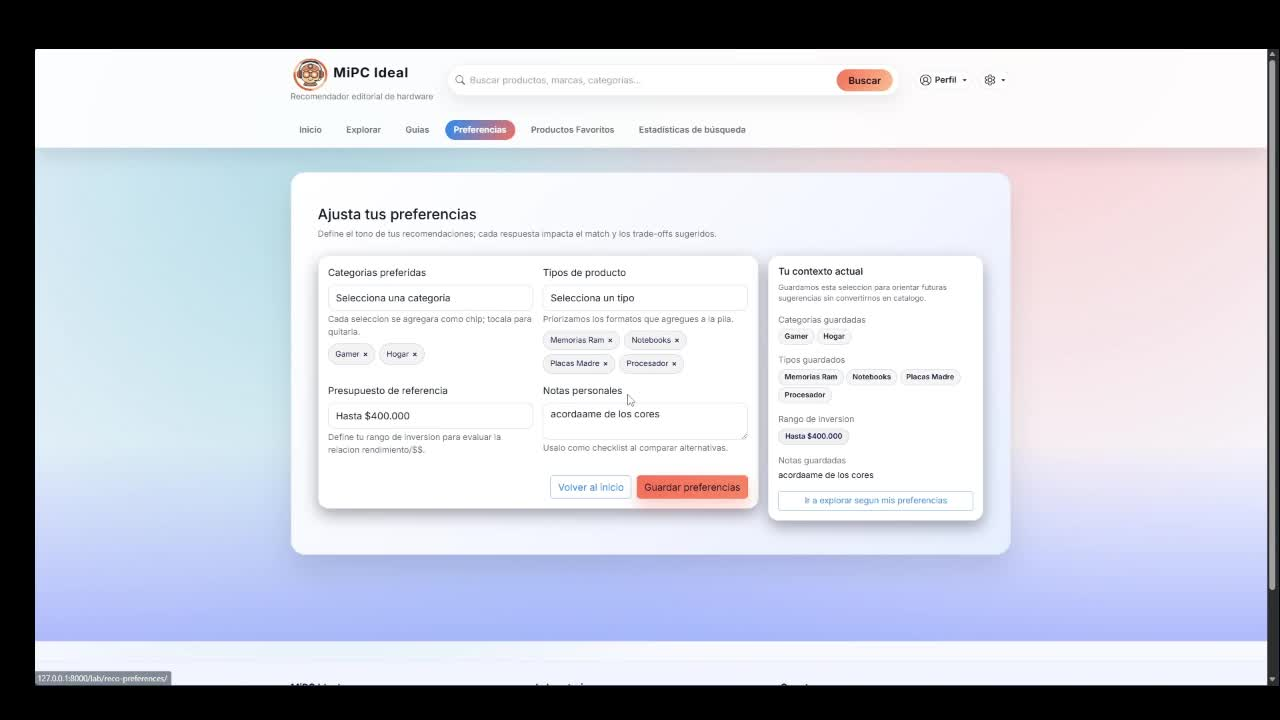 MiPC Ideal
Recomendador editorial de hardware
Buscar productos, marcas, categorías...
Buscar
Perfil
Inicio
Explorar
Guías
Preferencias
Productos Favoritos
Estadísticas de búsqueda
Ajusta tus preferencias
Define el tono de tus recomendaciones; cada respuesta impacta el match y los trade-offs sugeridos.
Categorias preferidas
Selecciona una categoria
Cada seleccion se agregara como chip; tocala para
quitarla.
Gamer ×
Hogar ×
Tipos de producto
Selecciona un tipo
Priorizamos los formatos que agregues a la pila.
Memorias Ram ×
Notebooks ×
Placas Madre ×
Procesador ×
Presupuesto de referencia
Hasta $400.000
Define tu rango de inversion para evaluar la
relacion rendimiento/$$.
Notas personales
acordaame de los cores
Usalo como checklist al comparar alternativas.
Volver al inicio
Guardar preferencias
Tu contexto actual
Guardamos esta seleccion para orientar futuras
sugerencias sin convertirnos en catalogo.
Categorias guardadas
Gamer
Hogar
Tipos guardados
Memorias Ram
Notebooks
Placas Madre
Procesador
Rango de inversion
Hasta $400.000
Notas guardadas
acordaame de los cores
Ir a explorar segun mis preferencias
127.0.0.1:8000/lab/reco-preferences/